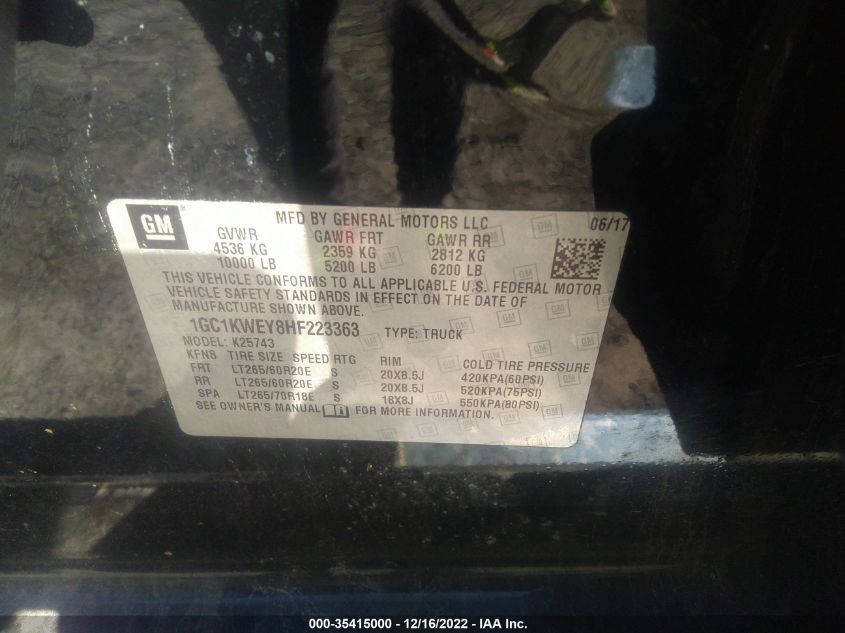 GM
MFD BY GENERAL MOTORS LLC 06/17
GVWR GAWR FRT GAWR RR
4536 KG 2359 KG 2812 KG
10000 LB 5200 LB 6200 LB
THIS VEHICLE CONFORMS TO ALL APPLICABLE U.S. FEDERAL MOTOR
VEHICLE SAFETY STANDARDS IN EFFECT ON THE DATE OF
MANUFACTURE SHOWN ABOVE.
1GC1KWEY8HF223363 TYPE: TRUCK
MODEL: K25743
KFN8 TIRE SIZE SPEED RTG RIM COLD TIRE PRESSURE
FRT LT265/60R20E S 20X8.5J 420KPA(60PSI)
RR LT265/60R20E S 20X8.5J 520KPA(75PSI)
SPA LT265/70R18E S 18X8J 550KPA(80PSI)
SEE OWNER'S MANUAL FOR MORE INFORMATION.
000-35415000 - 12/16/2022 - IAA Inc.